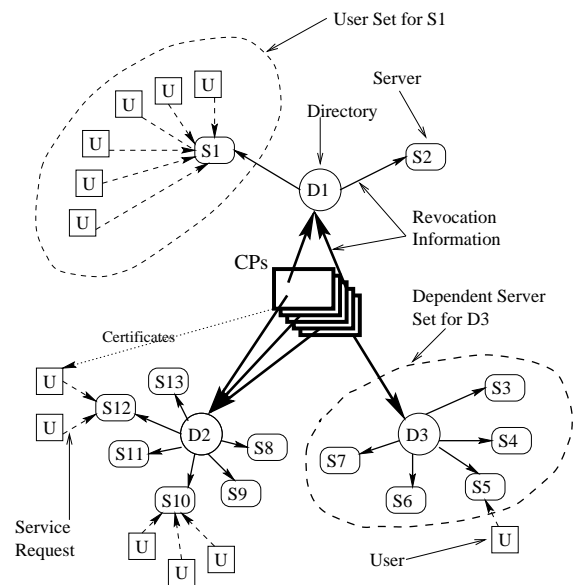 User Set for S1
U
U
U
U
U
U
S1
Server
Directory
S2
D1
Revocation
Information
CPs
Dependent Server
Set for D3
Certificates
U
U
S13
S12
S11
D2
S8
S9
S10
S3
D3
S4
S7
S6
S5
Service
Request
U
U
U
User
U